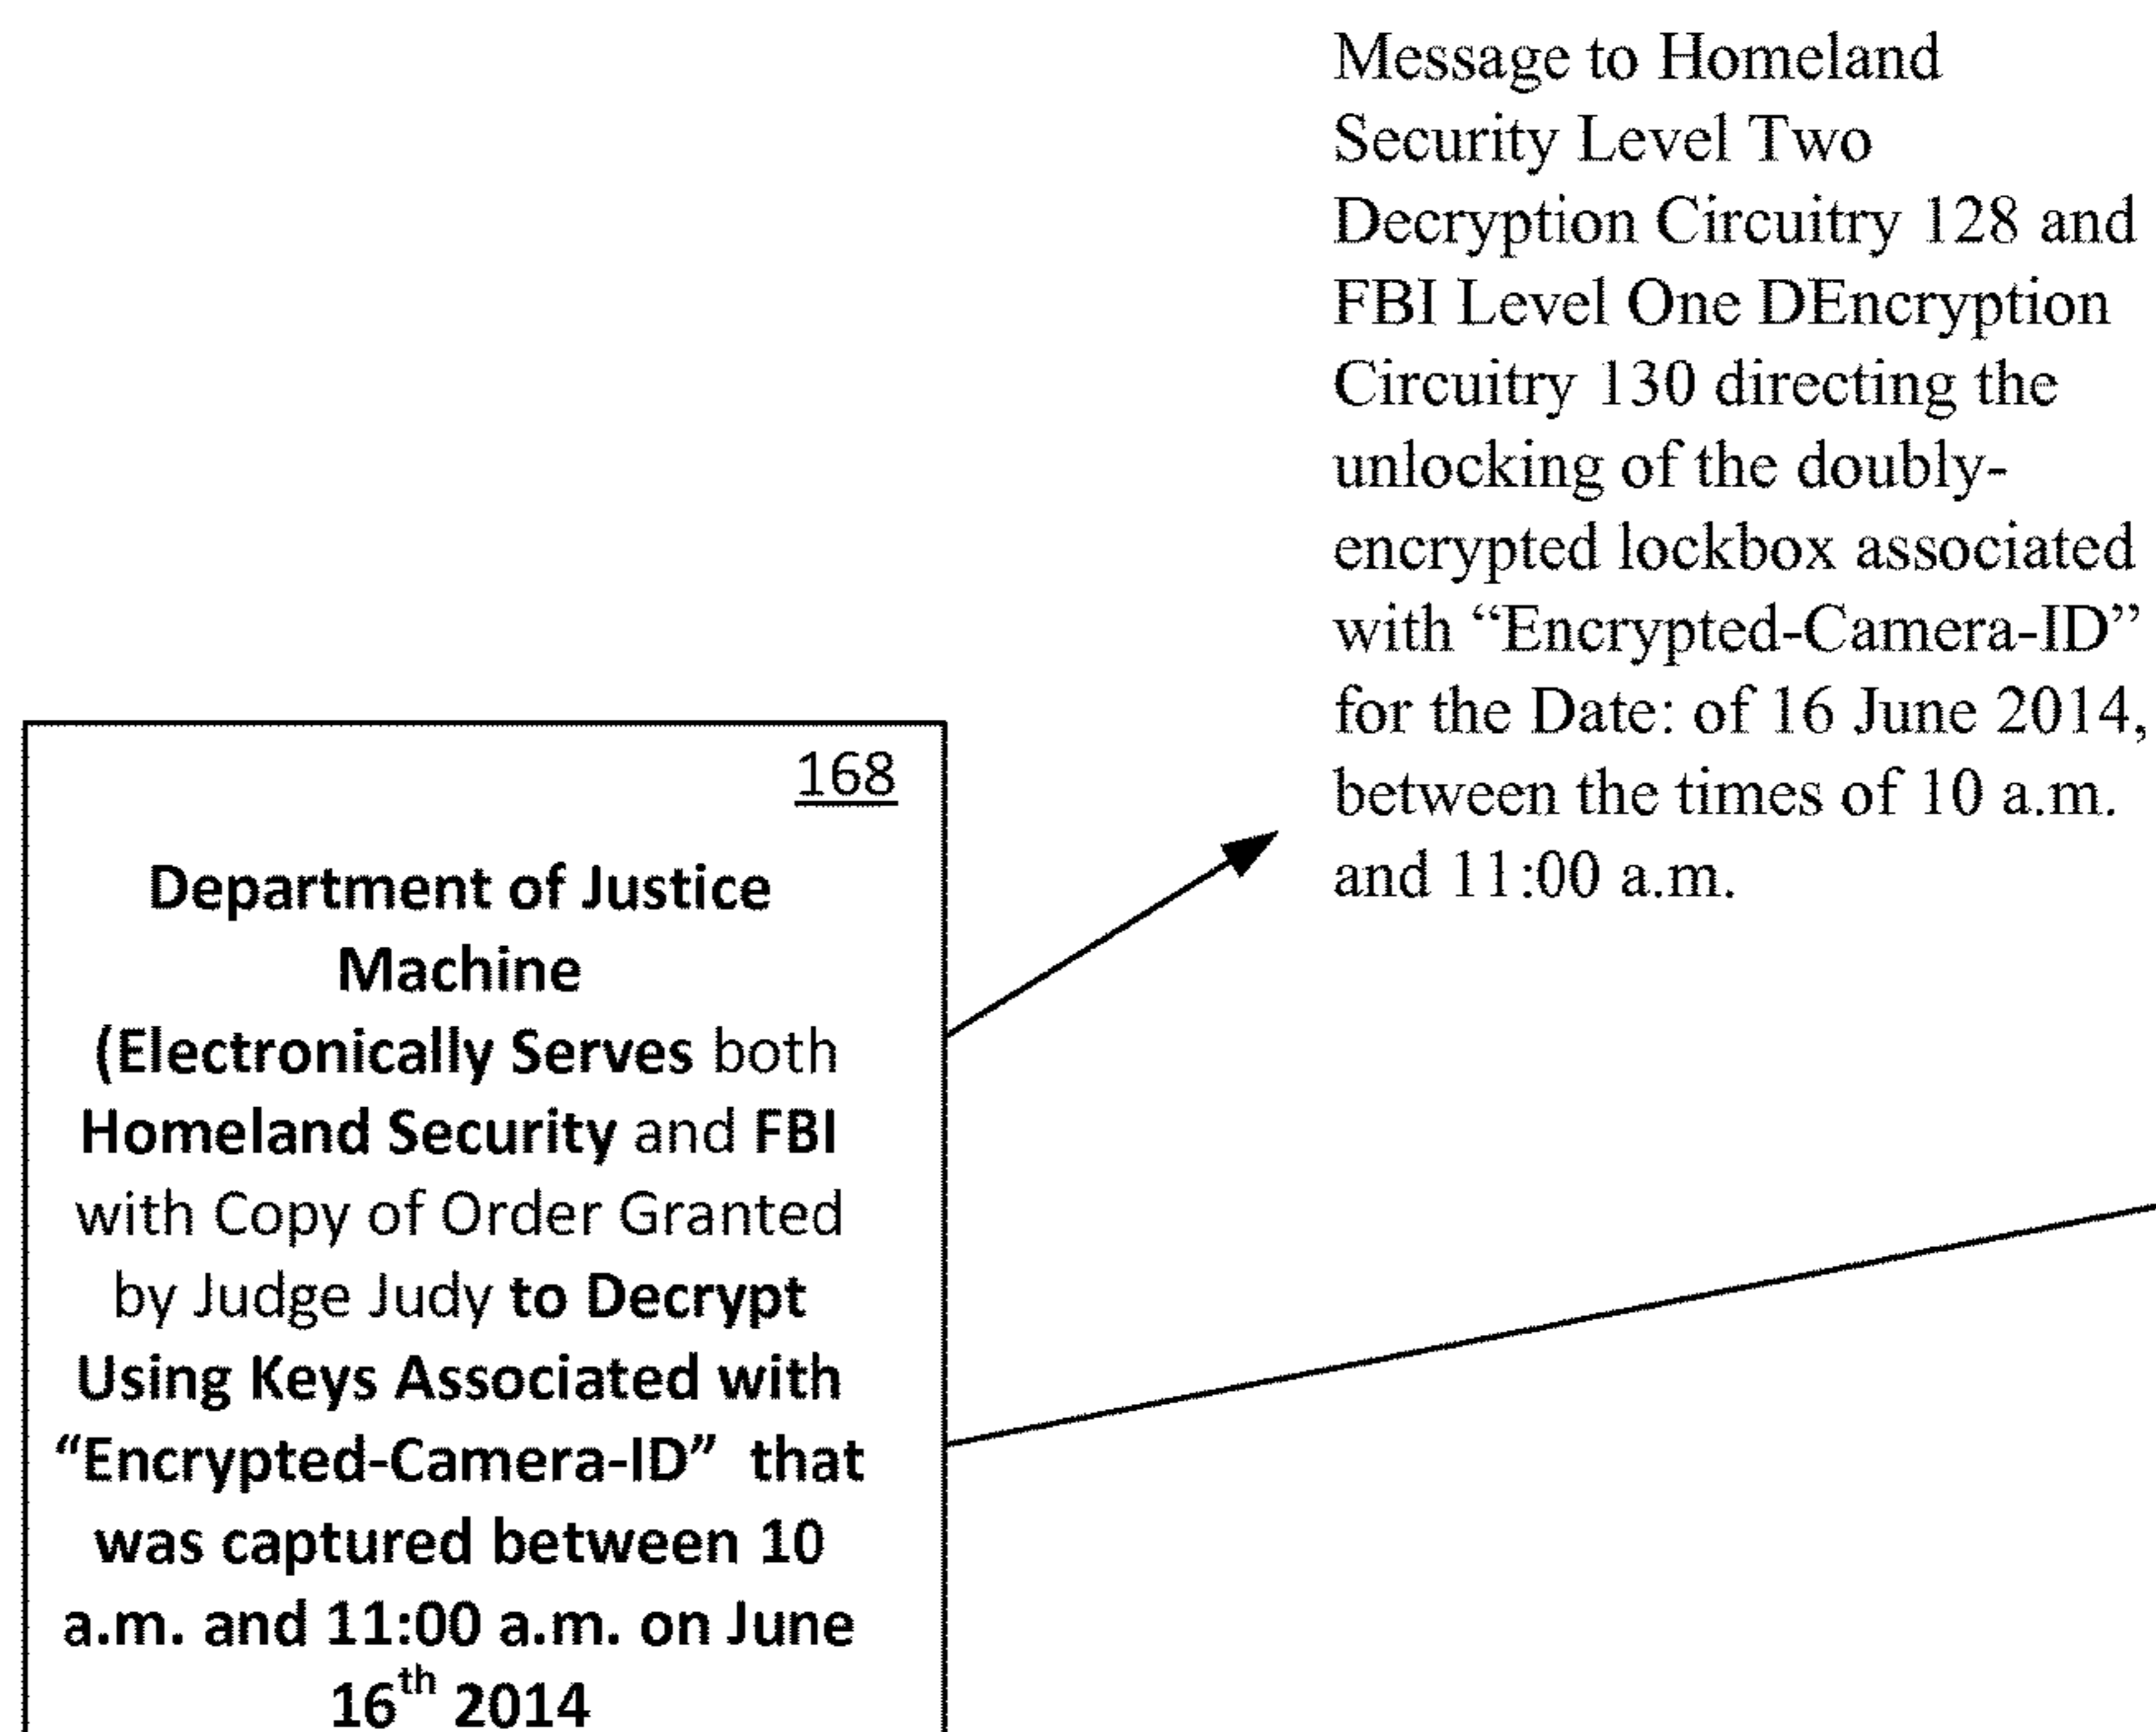 Message to Homeland
Security Level Two
Decryption Circuitry 128 and
FBI Level One DEncryption
Circuitry 130 directing the
unlocking of the doubly-
encrypted lockbox associated
with “Encrypted-Camera-ID”
for the Date: of 16 June 2014,
between the times of 10 a.m.
and 11:00 a.m.
168
Department of Justice
Machine
(Electronically Serves both
Homeland Security and FBI
with Copy of Order Granted
by Judge Judy to Decrypt
Using Keys Associated with
“Encrypted-Camera-ID” that
was captured between 10
a.m. and 11:00 a.m. on June
16th 2014